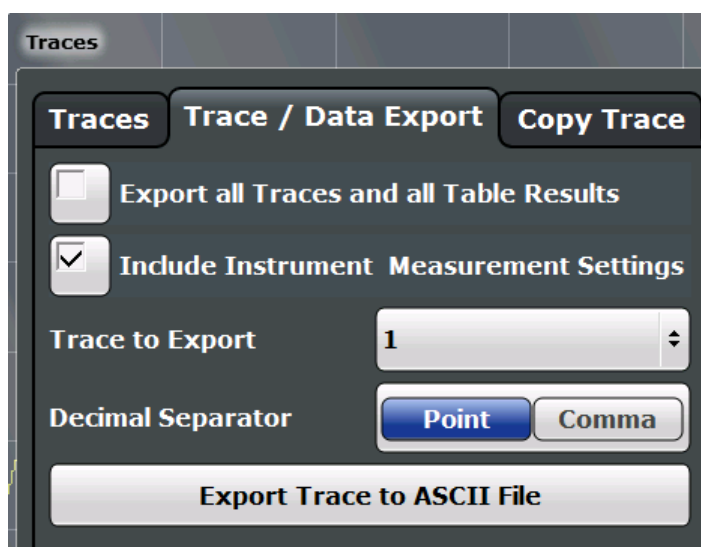 Traces
Traces Trace / Data Export Copy Trace
Export all Traces and all Table Results
Include Instrument Measurement Settings
Trace to Export 1
Decimal Separator Point Comma
Export Trace to ASCII File